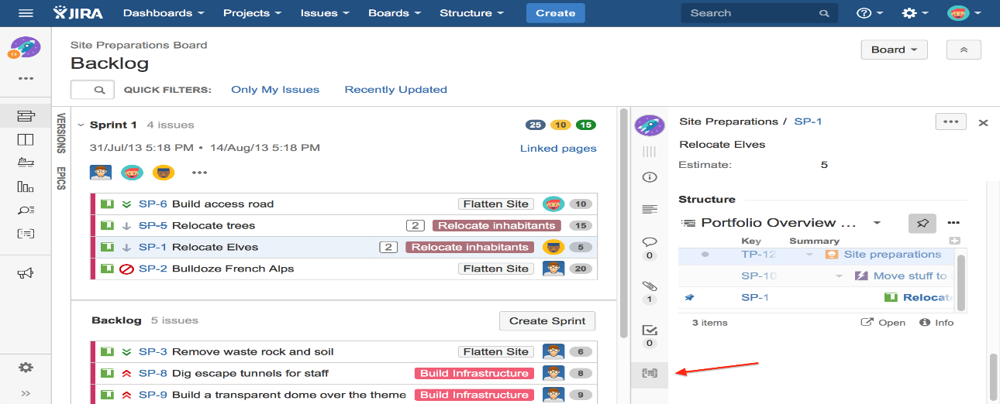 JIRA Dashboards Projects Issues Boards Structure Create Search
Site Preparations Board
Backlog
Board
QUICK FILTERS: Only My Issues Recently Updated
VERSIONS
EPICS
Sprint 1 4 issues 25 10 15
31/Jul/13 5:18 PM • 14/Aug/13 5:18 PM Linked pages
SP-6 Build access road Flatten Site 10
SP-5 Relocate trees 2 Relocate inhabitants 15
SP-1 Relocate Elves 2 Relocate inhabitants 5
SP-2 Bulldoze French Alps Flatten Site 20
Backlog 5 issues Create Sprint
SP-3 Remove waste rock and soil Flatten Site 6
SP-8 Dig escape tunnels for staff Build Infrastructure 8
SP-9 Build a transparent dome over the theme Build Infrastructure 9
0
1
0
Site Preparations / SP-1
Relocate Elves
Estimate: 5
Structure
Portfolio Overview ...
Key Summary
TP-12 Site preparations
SP-10 Move stuff to
SP-1 Relocat
3 items Open Info